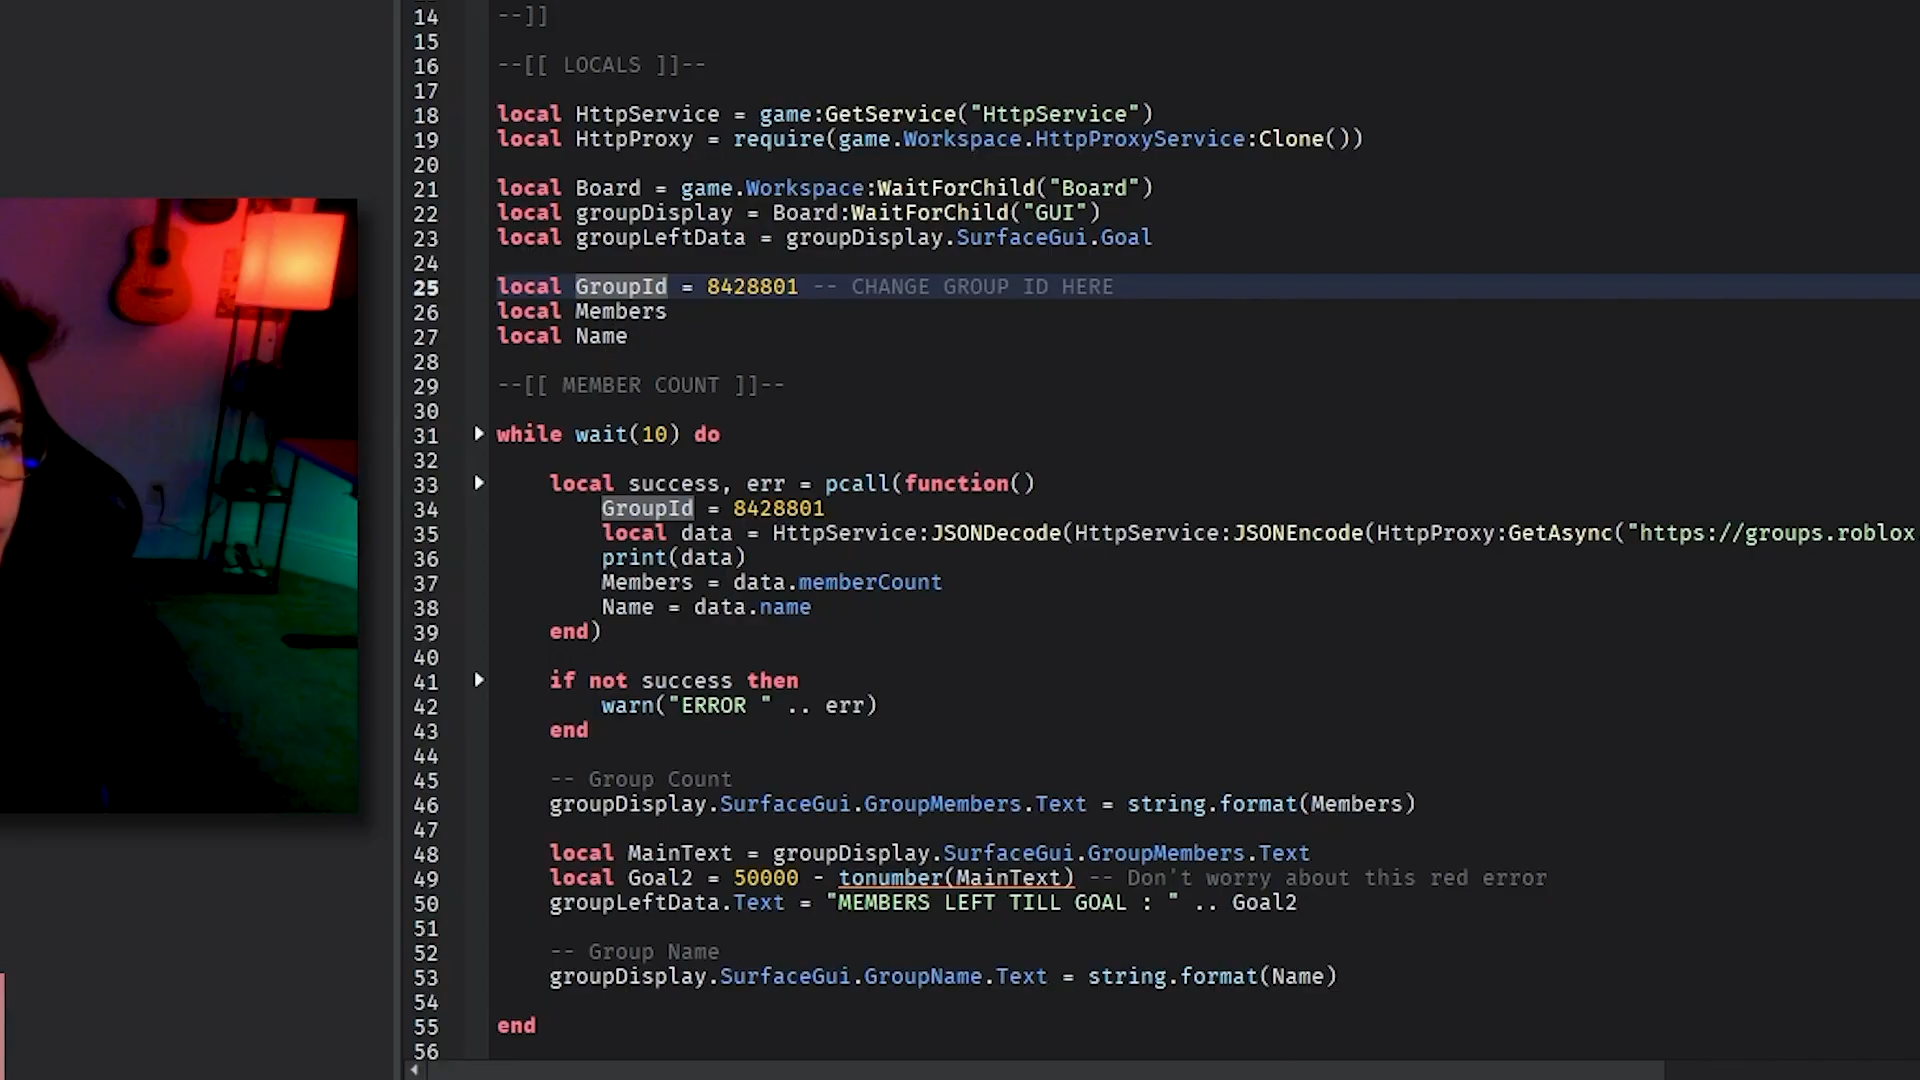 14 --]]
15
16 --[[ LOCALS ]]--
17
18 local HttpService = game:GetService("HttpService")
19 local HttpProxy = require(game.Workspace.HttpProxyService:Clone())
20
21 local Board = game.Workspace:WaitForChild("Board")
22 local groupDisplay = Board:WaitForChild("GUI")
23 local groupLeftData = groupDisplay.SurfaceGui.Goal
24
25 local GroupId = 8428801 -- CHANGE GROUP ID HERE
26 local Members
27 local Name
28
29 --[[ MEMBER COUNT ]]--
30
31 while wait(10) do
32
33 local success, err = pcall(function()
34 GroupId = 8428801
35 local data = HttpService:JSONDecode(HttpService:JSONEncode(HttpProxy:GetAsync("https://groups.roblox
36 print(data)
37 Members = data.memberCount
38 Name = data.name
39 end)
40
41 if not success then
42 warn("ERROR " .. err)
43 end
44
45 -- Group Count
46 groupDisplay.SurfaceGui.GroupMembers.Text = string.format(Members)
47
48 local MainText = groupDisplay.SurfaceGui.GroupMembers.Text
49 local Goal2 = 50000 - tonumber(MainText) -- Don't worry about this red error
50 groupLeftData.Text = "MEMBERS LEFT TILL GOAL : " .. Goal2
51
52 -- Group Name
53 groupDisplay.SurfaceGui.GroupName.Text = string.format(Name)
54
55 end
56